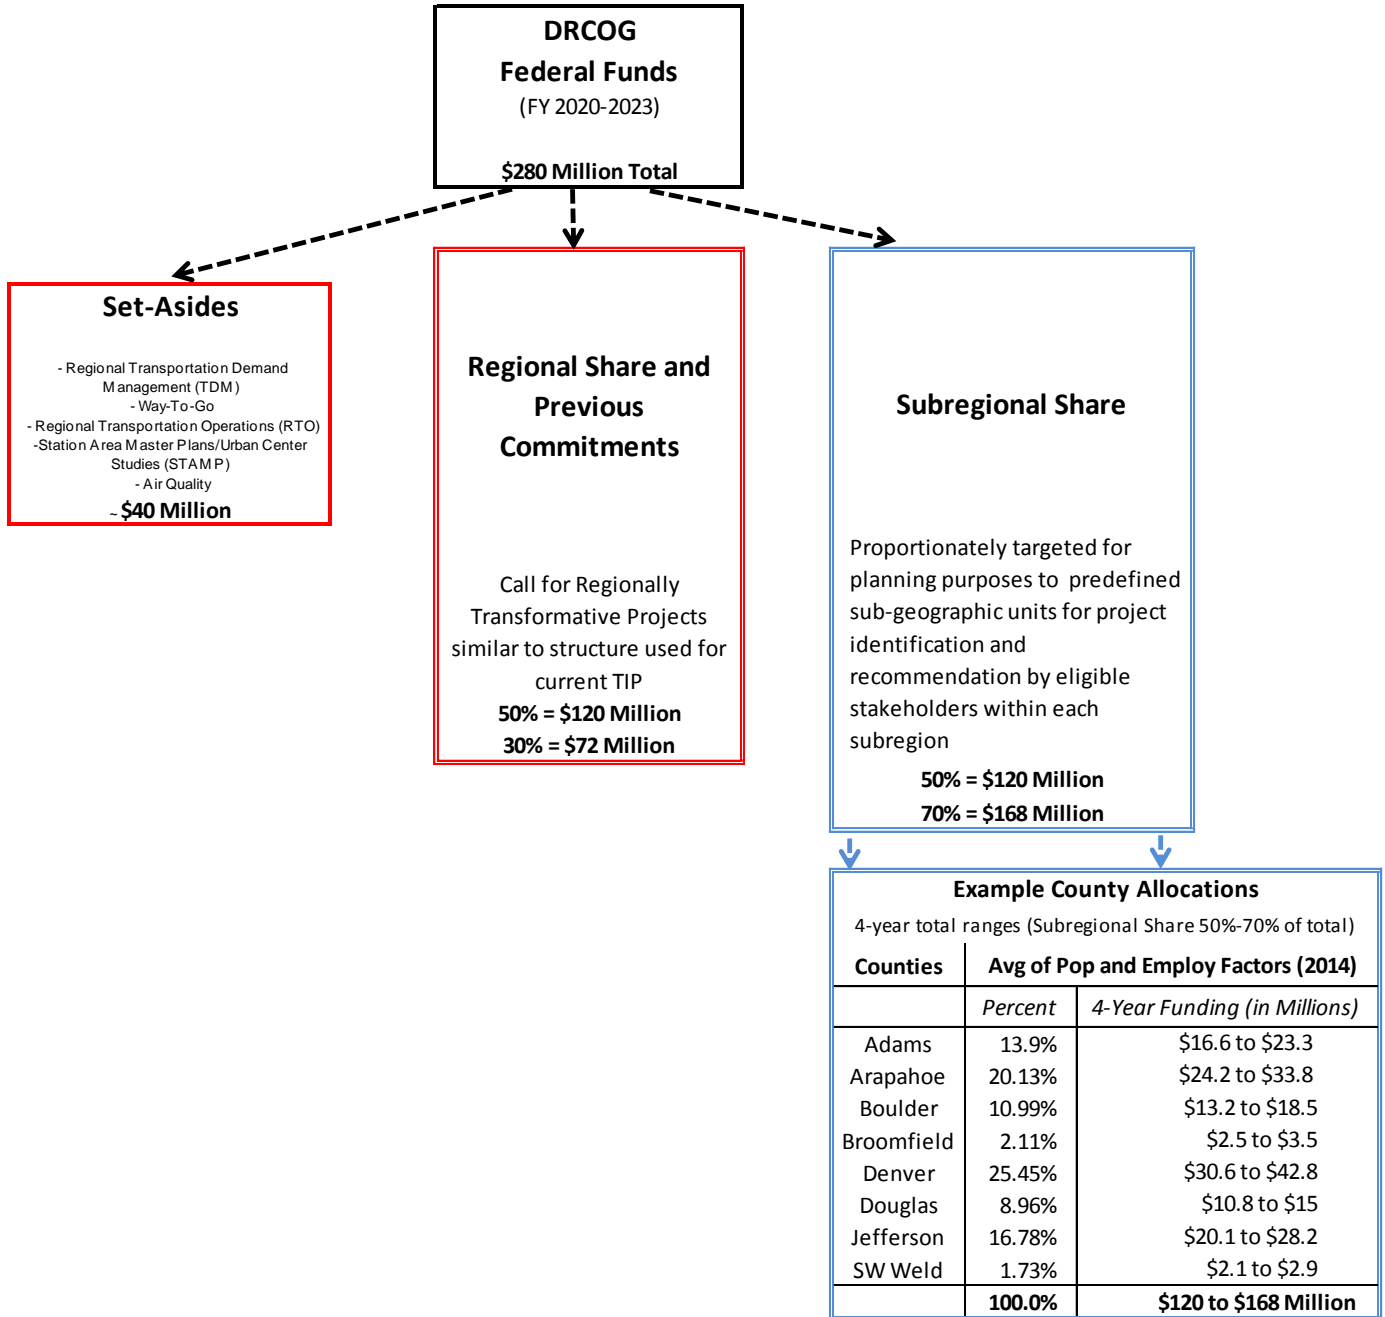 DRCOG
Federal Funds
(FY 2020-2023)
$280 Million Total
Set-Asides
- Regional Transportation Demand
Management (TDM)
- Way-To-Go
- Regional Transportation Operations (RTO)
-Station Area Master Plans/Urban Center
Studies (STAMP)
- Air Quality
~ $40 Million
Regional Share and
Previous
Commitments
Call for Regionally
Transformative Projects
similar to structure used for
current TIP
50% = $120 Million
30% = $72 Million
Subregional Share
Proportionately targeted for
planning purposes to predefined
sub-geographic units for project
identification and
recommendation by eligible
stakeholders within each
subregion
50% = $120 Million
70% = $168 Million
Example County Allocations
4-year total ranges (Subregional Share 50%-70% of total)
Counties Avg of Pop and Employ Factors (2014)
Percent 4-Year Funding (in Millions)
Adams 13.9% $16.6 to $23.3
Arapahoe 20.13% $24.2 to $33.8
Boulder 10.99% $13.2 to $18.5
Broomfield 2.11% $2.5 to $3.5
Denver 25.45% $30.6 to $42.8
Douglas 8.96% $10.8 to $15
Jefferson 16.78% $20.1 to $28.2
SW Weld 1.73% $2.1 to $2.9
100.0% $120 to $168 Million